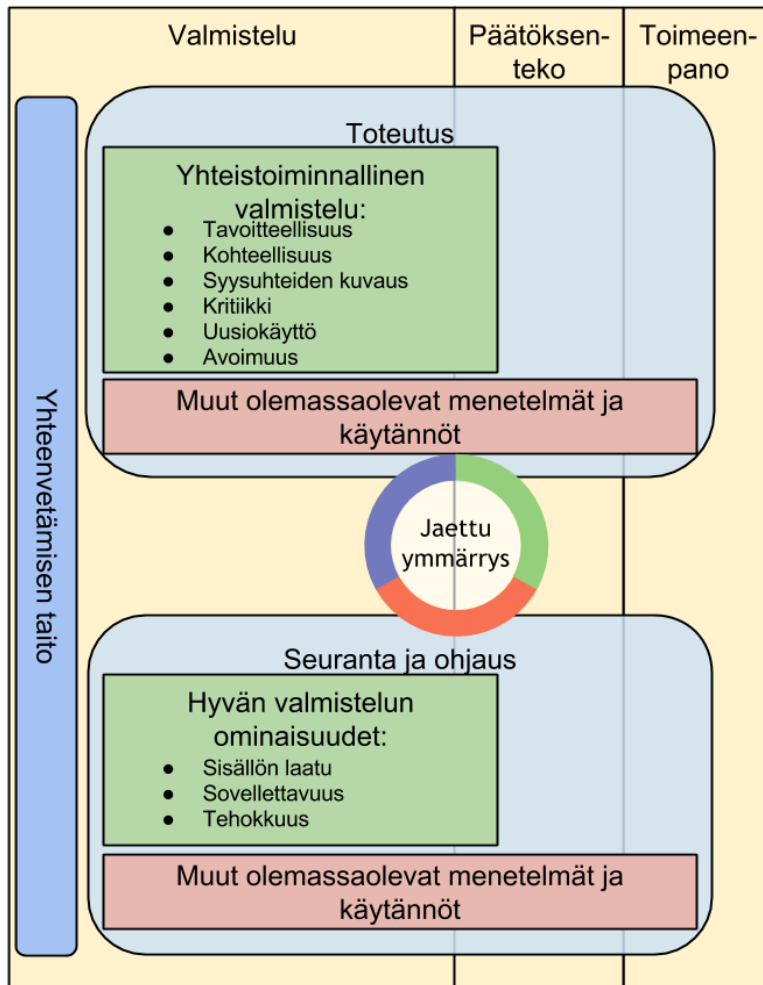 Valmistelu
Päätöksen-
teko
Toimeen-
pano
Yhteenvetämisen taito
Toteutus
Yhteistoiminnallinen
valmistelu:
● Tavoitteellisuus
● Kohteellisuus
● Syysuhteiden kuvaus
● Kritiikki
● Uusiokäyttö
● Avoimuus
Muut olemassaolevat menetelmät ja
käytännöt
Jaettu
ymmärrys
Seuranta ja ohjaus
Hyvän valmistelun
ominaisuudet:
● Sisällön laatu
● Sovellettavuus
● Tehokkuus
Muut olemassaolevat menetelmät ja
käytännöt